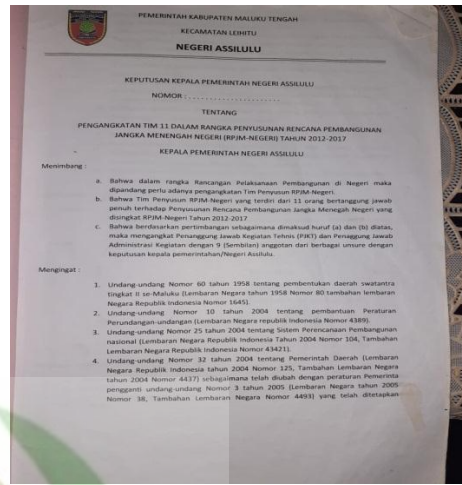 PEMERINTAH KABUPATEN MALUKU TENGAH
KECAMATAN LEIHITU
NEGERI ASSILULU
KEPUTUSAN KEPALA PEMERINTAH NEGERI ASSILULU
NOMOR : . . . . . . . . . . . . . . . . . . . . . . .
TENTANG
PENGANGKATAN TIM 11 DALAM RANGKA PENYUSUNAN RENCANA PEMBANGUNAN
JANGKA MENENGAH NEGERI (RPJM-NEGERI) TAHUN 2012-2017
KEPALA PEMERINTAH NEGERI ASSILULU
Menimbang :
a. Bahwa dalam rangka Rancangan Pelaksanaan Pembangunan di Negeri maka
dipandang perlu adanya pengangkatan Tim Penyusun RPJM-Negeri.
b. Bahwa Tim Penyusun RPJM-Negeri yang terdiri dari 11 orang bertanggung jawab
penuh terhadap Penyusunan Rencana Pembangunan Jangka Menegah Negeri yang
disingkat RPJM-Negeri Tahun 2012-2017
c. Bahwa berdasarkan pertimbangan sebagaimana dimaksud huruf (a) dan (b) diatas,
maka mengangkat Penanggung Jawab Kegiatan Tehnis (PJKT) dan Penaggung Jawab
Administrasi Kegiatan dengan 9 (Sembilan) anggotan dari berbagai unsure dengan
keputusan kepala pemerintahan/Negeri Assilulu.
Mengingat :
1. Undang-undang Nomor 60 tahun 1958 tentang pembentukan daerah swatantra
tingkat II se-Maluku (Lembaran Negara tahun 1958 Nomor 80 tambahan lembaran
Negara Republik Indonesia Nomor 1645).
2. Undang-undang Nomor 10 tahun 2004 tentang pembantuan Peraturan
Perundangan-undangan (Lembaran Negara republik Indonesia Nomor 4389).
3. Undang-undang Nomor 25 tahun 2004 tentang Sistem Perencanaan Pembangunan
nasional (Lembaran Negara Republik Indonesia Tahun 2004 Nomor 104, Tambahan
Lembaran Negara Republik Indonesia Nomor 43421).
4. Undang-undang Nomor 32 tahun 2004 tentang Pemerintah Daerah (Lembaran
Negara Republik Indonesia tahun 2004 Nomor 125, Tambahan Lembaran Negara
tahun 2004 Nomor 4437) sebagaimana telah diubah dengan peraturan Pemerinta
pengganti undang-undang Nomor 3 tahun 2005 (Lembaran Negara tahun 2005
Nomor 38, Tambahan Lembaran Negara Nomor 4493) yang telah ditetapkan